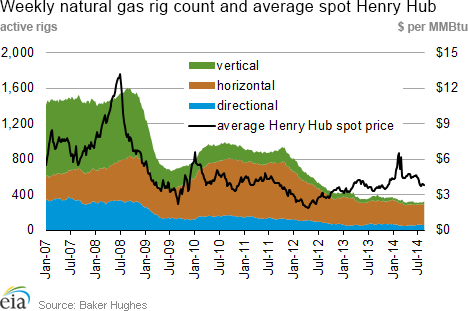 Weekly natural gas rig count and average spot Henry Hub
active rigs $ per MMBtu
2,000 $15
vertical
horizontal
directional
average Henry Hub spot price
1,600 $12
1,200 $9
800 $6
400 $3
0 $0
Jan-07 Jul-07 Jan-08 Jul-08 Jan-09 Jul-09 Jan-10 Jul-10 Jan-11 Jul-11 Jan-12 Jul-12 Jan-13 Jul-13 Jan-14 Jul-14
eia Source: Baker Hughes